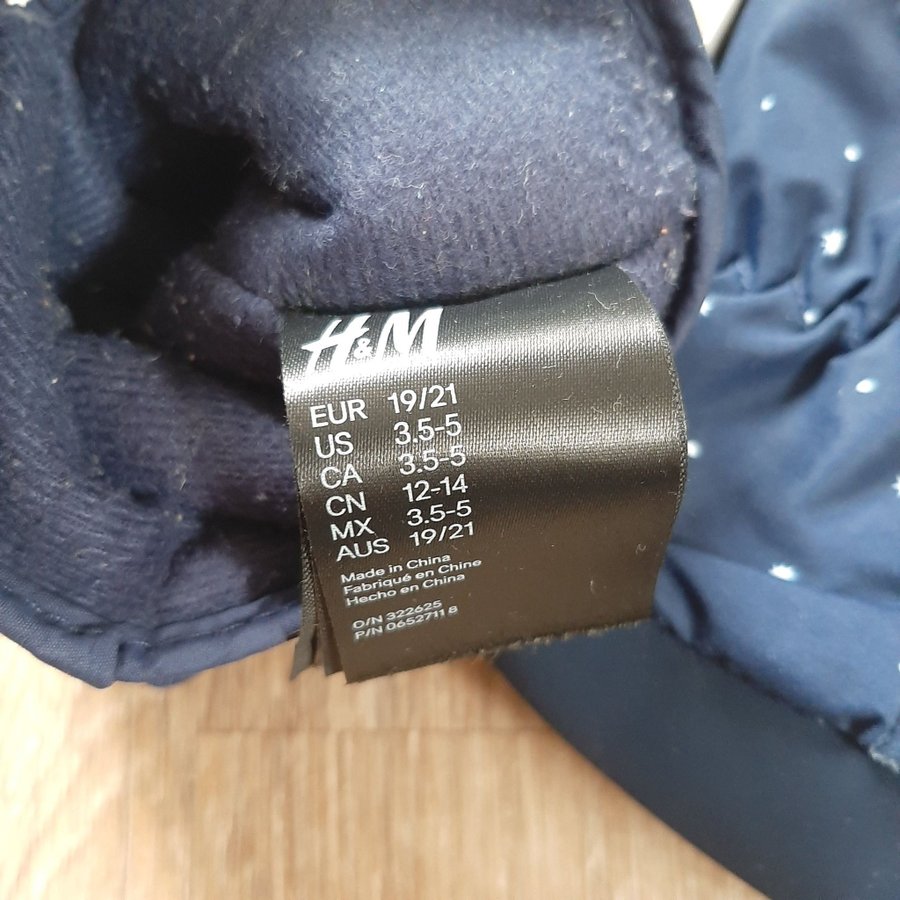 H&M
EUR 19/21
US 3.5-5
CA 3.5-5
CN 12-14
MX 3.5-5
AUS 19/21
Made in China
Fabriqué en Chine
Hecho en China
O/N 322625
P/N 0652711 8